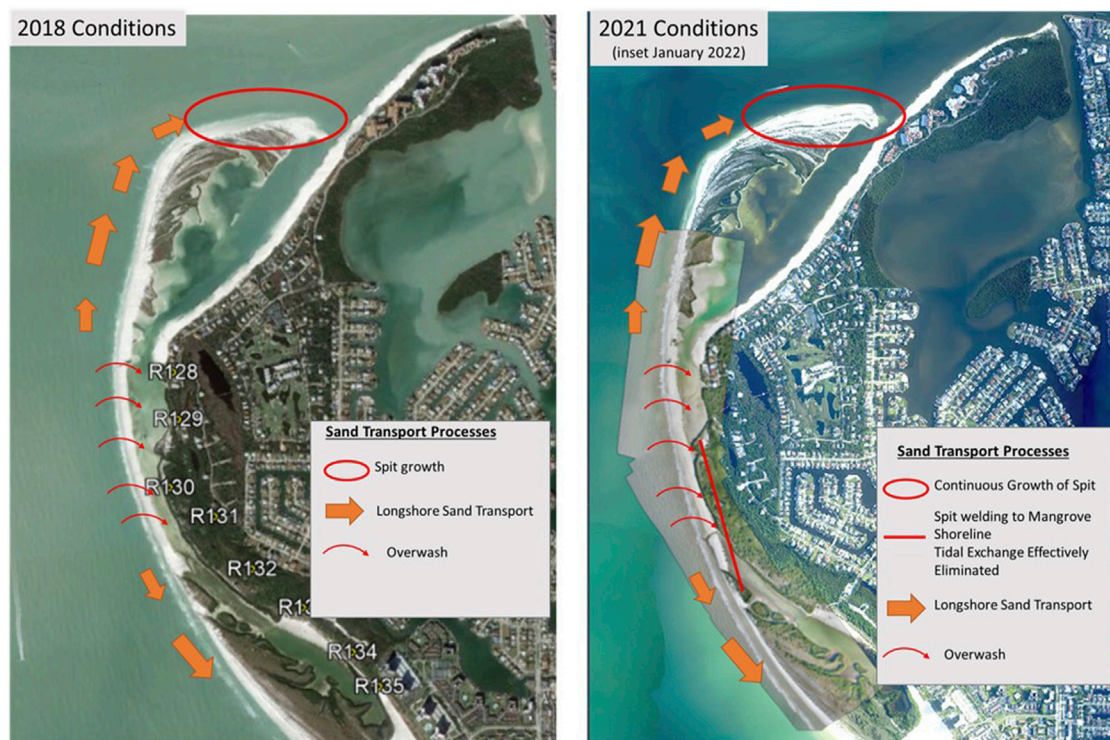 2018 Conditions
R128
R129
R130
R131
R132
R134
R135
Sand Transport Processes
Spit growth
Longshore Sand Transport
Overwash
2021 Conditions
(inset January 2022)
Sand Transport Processes
Continuous Growth of Spit
Spit welding to Mangrove
Shoreline
Tidal Exchange Effectively
Eliminated
Longshore Sand Transport
Overwash